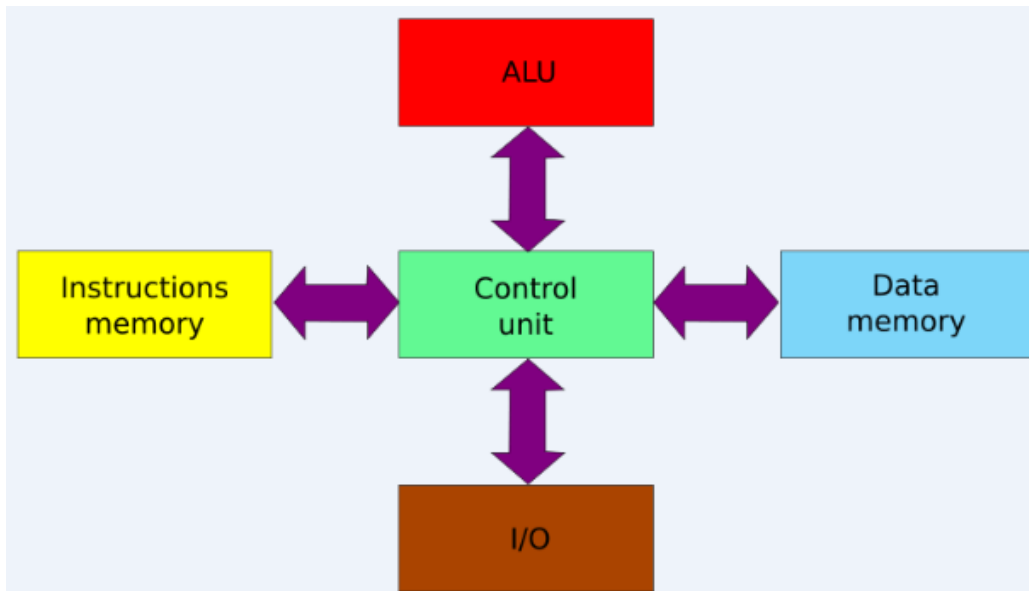 ALU
Instructions
memory
Control
unit
Data
memory
I/O